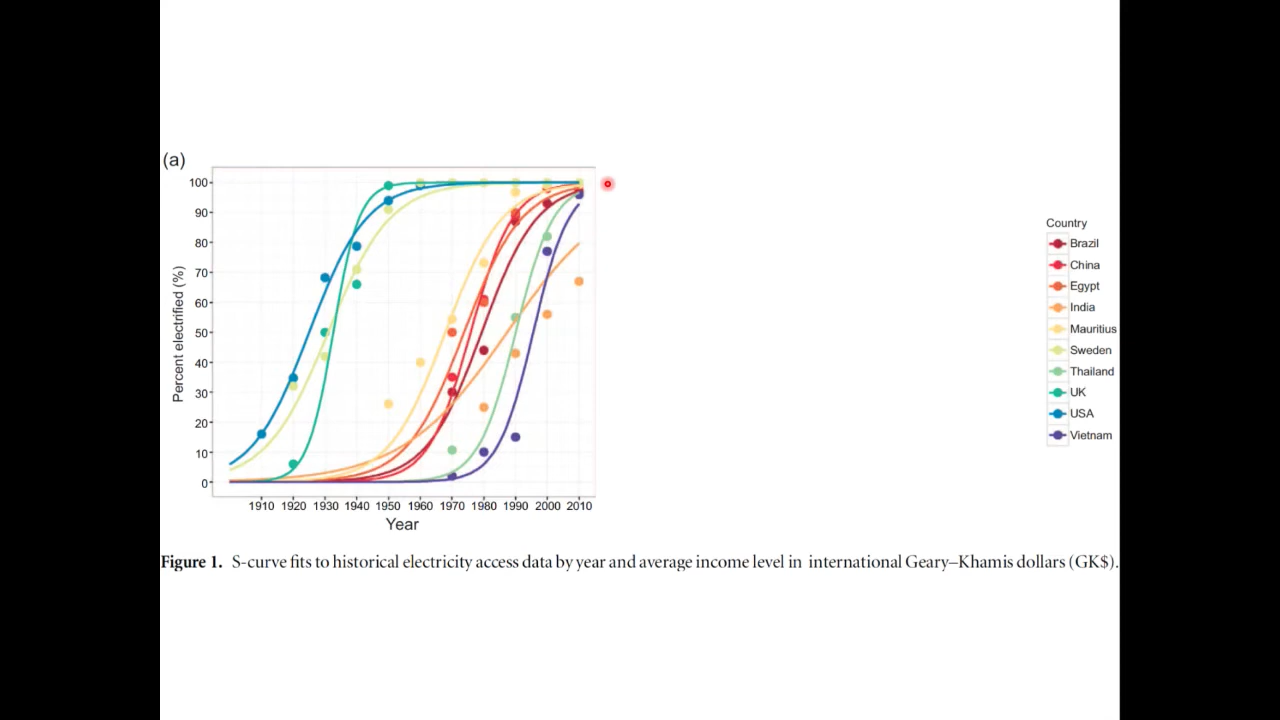 (a)
100
90
80
70
60
50
40
30
20
10
0
Percent electrified (%)
1910 1920 1930 1940 1950 1960 1970 1980 1990 2000 2010
Year
Country
Brazil
China
Egypt
India
Mauritius
Sweden
Thailand
UK
USA
Vietnam
Figure 1. S-curve fits to historical electricity access data by year and average income level in international Geary–Khamis dollars (GK$).